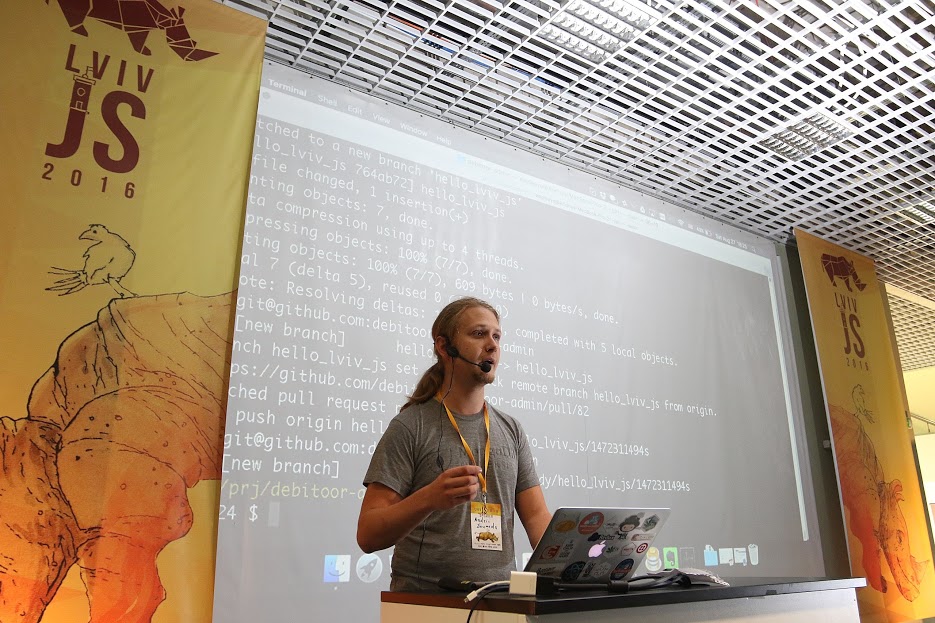 LVIV
JS
2016
Terminal Shell Edit View Window Help
tched to a new branch 'hello_lviv_js'
ello_lviv_js 764ab72] hello_lviv_js
file changed, 1 insertion(+)
nting objects: 7, done.
ta compression using up to 4 threads.
pressing objects: 100% (7/7), done.
ting objects: 100% (7/7), 609 bytes | 0 bytes/s, done.
al 7 (delta 5), reused 0
ote: Resolving deltas: completed with 5 local objects.
git@github.com:debitoor admin
[new branch] he > hello_lviv_js
nch hello_lviv_js set k remote branch hello_lviv_js from origin.
ps://github.com/debi oor-admin/pull/82
ched pull request
push origin hell lo_lviv_js/1472311494s
git@github.com:d
[new branch] dy/hello_lviv_js/1472311494s
/prj/debitoor-a
24 $
LVIV
JS
2016